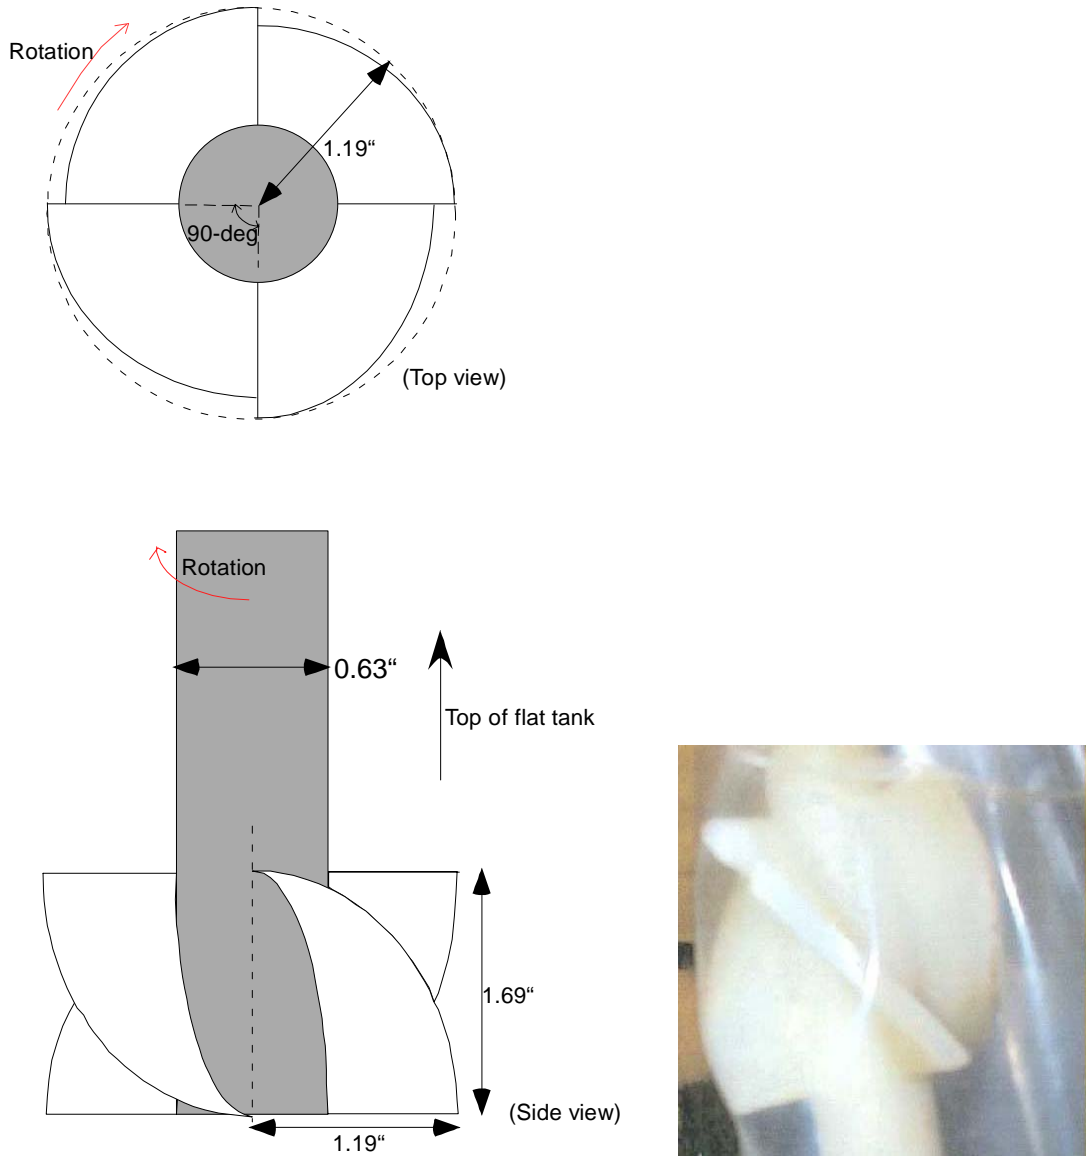 Rotation
1.19“
90-deg
(Top view)
Rotation
0.63“
Top of flat tank
1.69“
(Side view)
1.19“